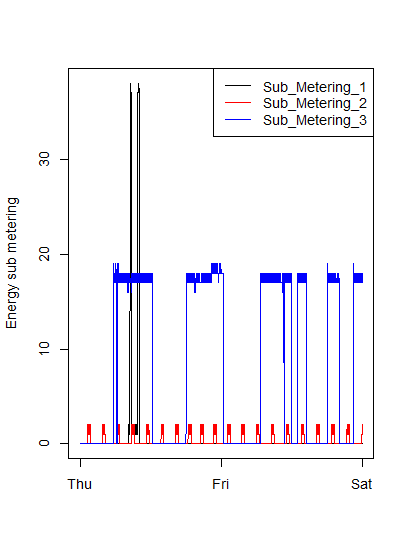 Sub_Metering_1
Sub_Metering_2
Sub_Metering_3
Energy sub metering
30
20
10
0
Thu
Fri
Sat